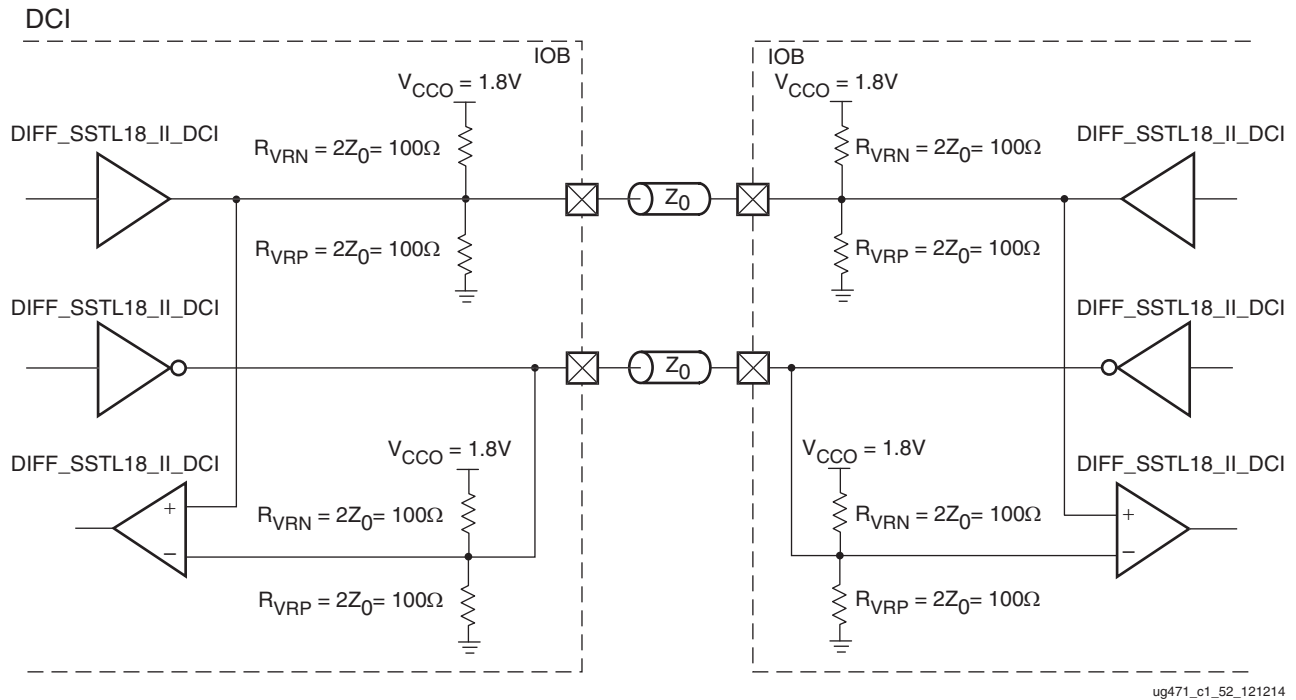 DCI
IOB
IOB
V_CCO = 1.8V
V_CCO = 1.8V
DIFF_SSTL18_II_DCI
R_VRN = 2Z_0 = 100Ω
R_VRN = 2Z_0 = 100Ω
DIFF_SSTL18_II_DCI
Z_0
R_VRP = 2Z_0= 100Ω
R_VRP = 2Z_0= 100Ω
DIFF_SSTL18_II_DCI
DIFF_SSTL18_II_DCI
Z_0
V_CCO = 1.8V
V_CCO = 1.8V
DIFF_SSTL18_II_DCI
DIFF_SSTL18_II_DCI
+
–
R_VRN = 2Z_0= 100Ω
R_VRN = 2Z_0= 100Ω
+
–
R_VRP = 2Z_0= 100Ω
R_VRP = 2Z_0= 100Ω
ug471_c1_52_121214